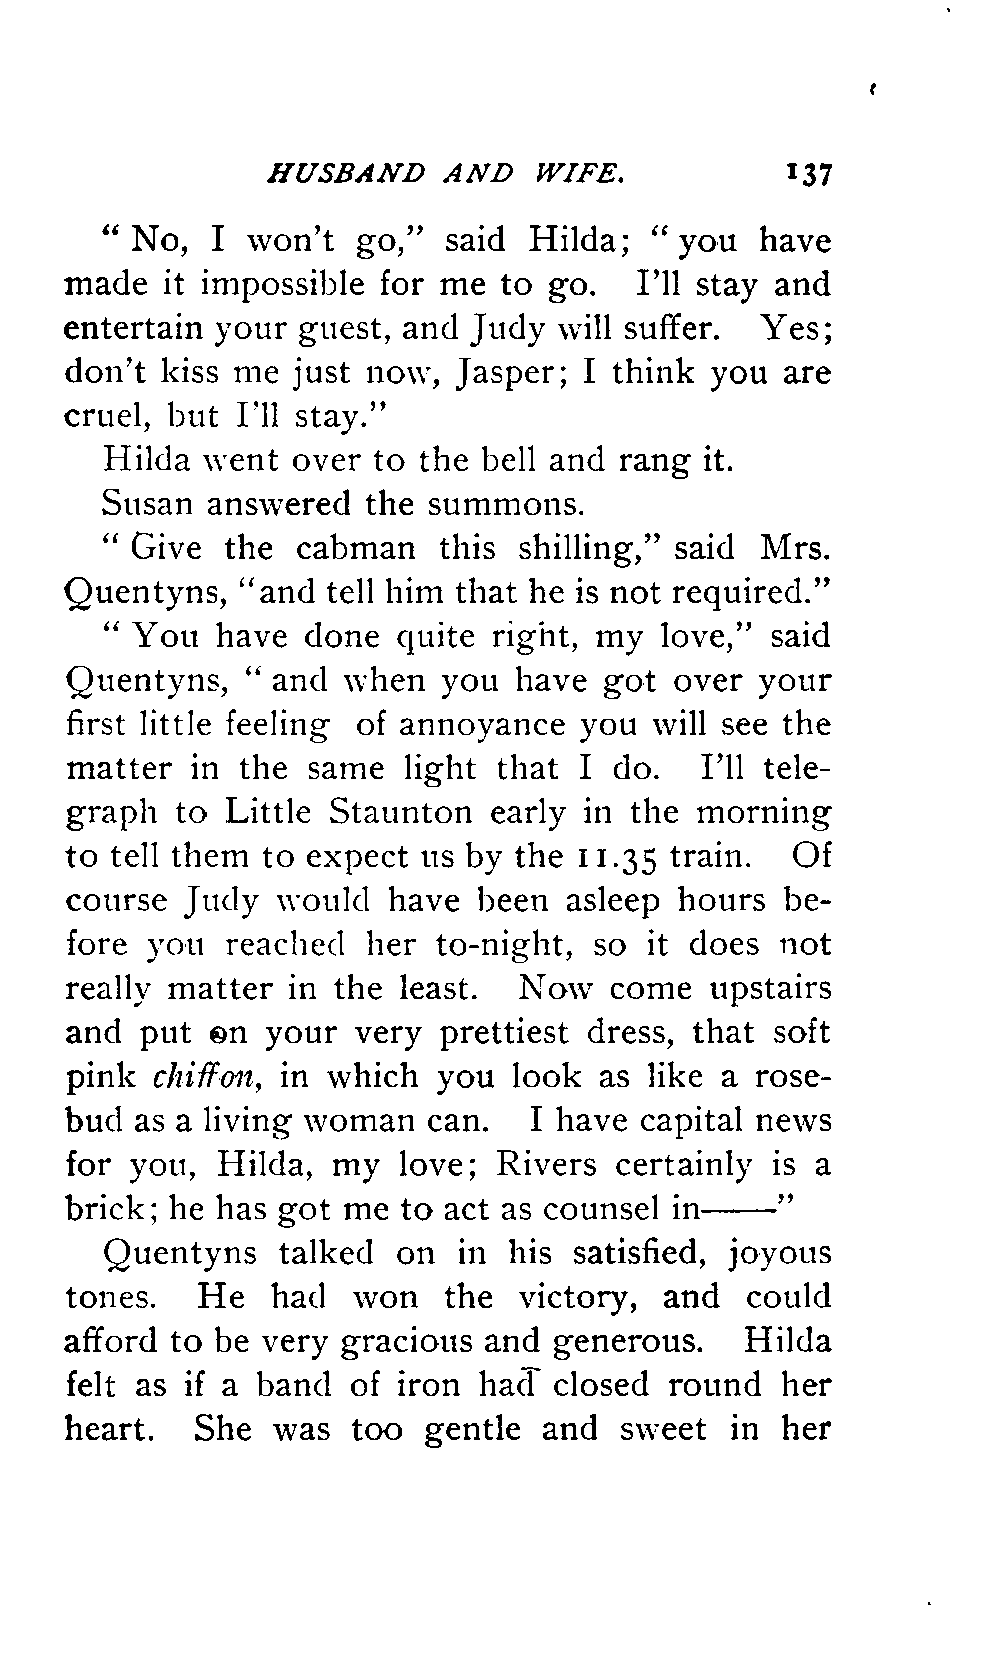 HUSBAND AND WIFE. 137
“ No, I won't go,” said Hilda; “ you have
made it impossible for me to go. I'll stay and
entertain your guest, and Judy will suffer. Yes;
don't kiss me just now, Jasper; I think you are
cruel, but I'll stay.”
Hilda went over to the bell and rang it.
Susan answered the summons.
“ Give the cabman this shilling,” said Mrs.
Quentyns, “and tell him that he is not required.”
“ You have done quite right, my love,” said
Quentyns, “ and when you have got over your
first little feeling of annoyance you will see the
matter in the same light that I do. I'll tele-
graph to Little Staunton early in the morning
to tell them to expect us by the 11.35 train. Of
course Judy would have been asleep hours be-
fore you reached her to-night, so it does not
really matter in the least. Now come upstairs
and put on your very prettiest dress, that soft
pink chiffon, in which you look as like a rose-
bud as a living woman can. I have capital news
for you, Hilda, my love; Rivers certainly is a
brick; he has got me to act as counsel in——”
Quentyns talked on in his satisfied, joyous
tones. He had won the victory, and could
afford to be very gracious and generous. Hilda
felt as if a band of iron had closed round her
heart. She was too gentle and sweet in her